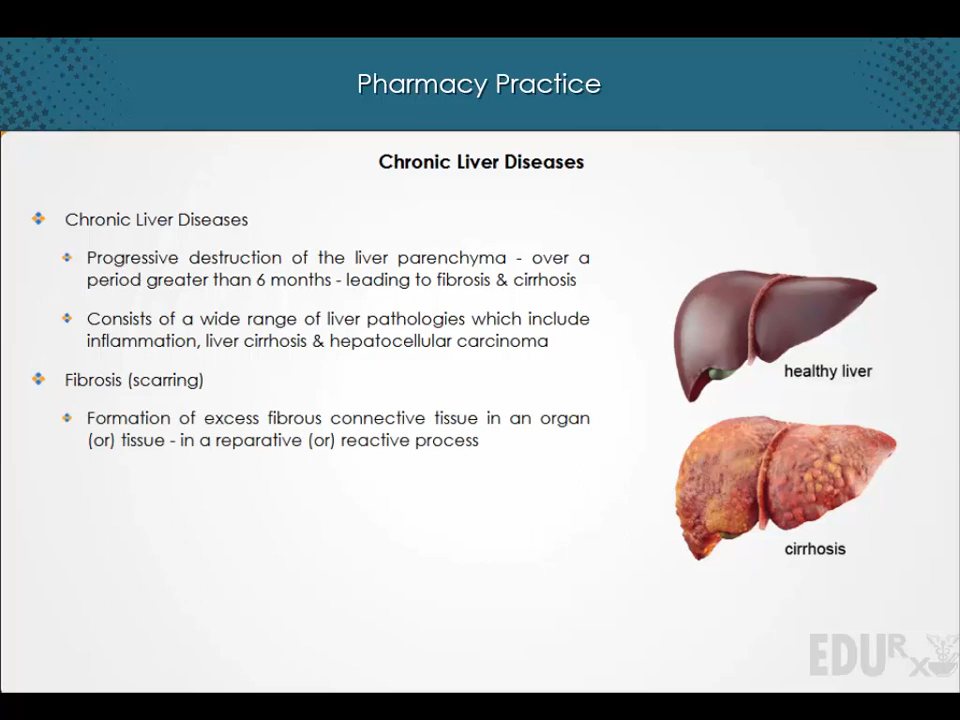 Pharmacy Practice
Chronic Liver Diseases
Chronic Liver Diseases
Progressive destruction of the liver parenchyma - over a
period greater than 6 months - leading to fibrosis & cirrhosis
Consists of a wide range of liver pathologies which include
inflammation, liver cirrhosis & hepatocellular carcinoma
Fibrosis (scarring)
Formation of excess fibrous connective tissue in an organ
(or) tissue - in a reparative (or) reactive process
healthy liver
cirrhosis
EDURx